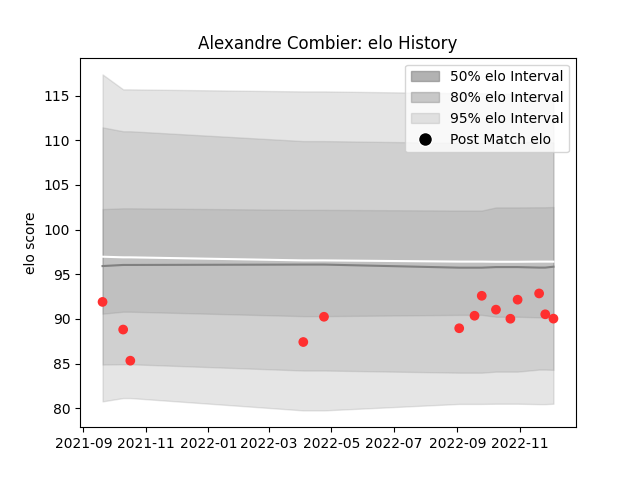 Alexandre Combier: elo History
50% elo Interval
80% elo Interval
95% elo Interval
Post Match elo
elo score
115
110
105
100
95
90
85
80
2021-09 2021-11 2022-01 2022-03 2022-05 2022-07 2022-09 2022-11